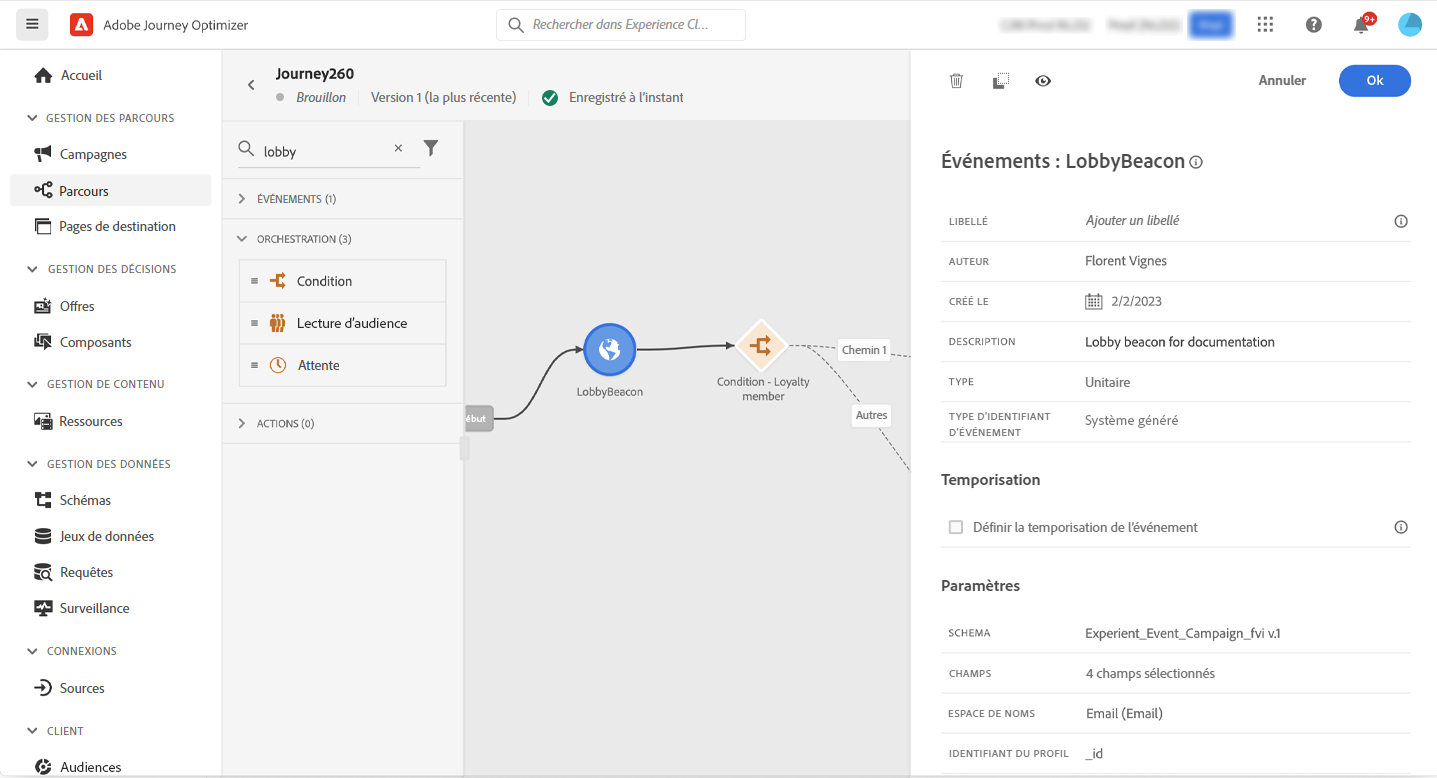 Adobe Journey Optimizer
Rechercher dans Experience Cl...
9+
Accueil
GESTION DES PARCOURS
Campagnes
Parcours
Pages de destination
GESTION DES DÉCISIONS
Offres
Composants
GESTION DE CONTENU
Ressources
GESTION DES DONNÉES
Schémas
Jeux de données
Requêtes
Surveillance
CONNEXIONS
Sources
CLIENT
Audiences
Journey260
Brouillon
Version 1 (la plus récente)
Enregistré à l'instant
lobby
ÉVÉNEMENTS (1)
ORCHESTRATION (3)
Condition
Lecture d'audience
Attente
ACTIONS (0)
ébut
LobbyBeacon
Condition - Loyalty
member
Chemin 1
Autres
Annuler
Ok
Événements : LobbyBeacon
LIBELLÉ
Ajouter un libellé
AUTEUR
Florent Vignes
CRÉÉ LE
2/2/2023
DESCRIPTION
Lobby beacon for documentation
TYPE
Unitaire
TYPE D'IDENTIFIANT
D'ÉVÉNEMENT
Système généré
Temporisation
Définir la temporisation de l'événement
Paramètres
SCHEMA
Experient_Event_Campaign_fvi v.1
CHAMPS
4 champs sélectionnés
ESPACE DE NOMS
Email (Email)
IDENTIFIANT DU PROFIL
_id